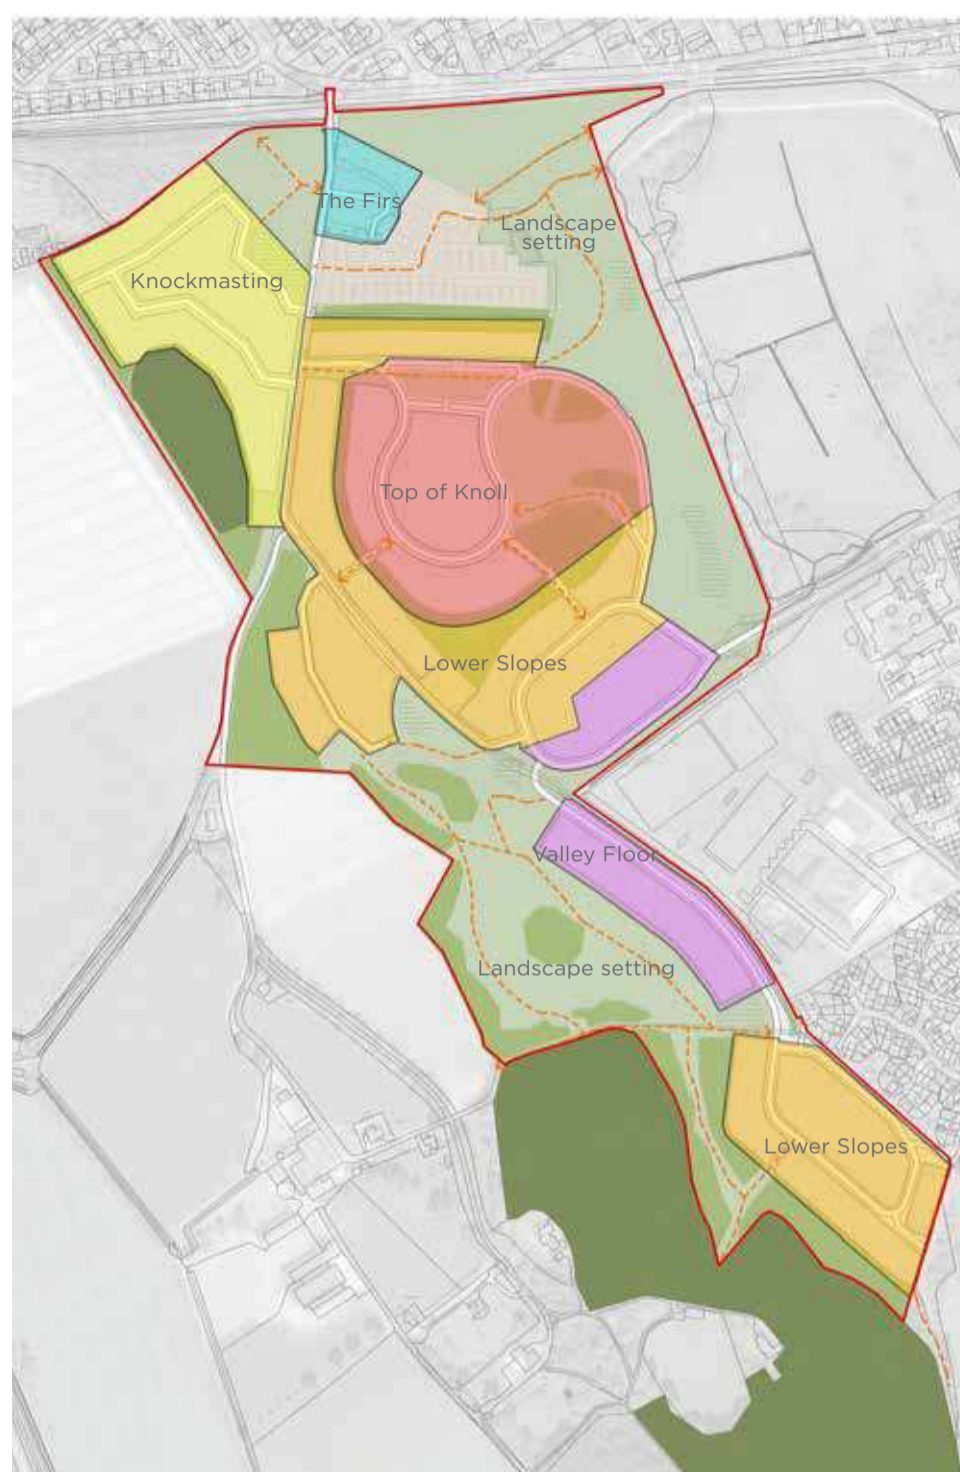 The Firs
Landscape
setting
Knockmasting
Top of Knoll
Lower Slopes
Valley Floor
Landscape setting
Lower Slopes